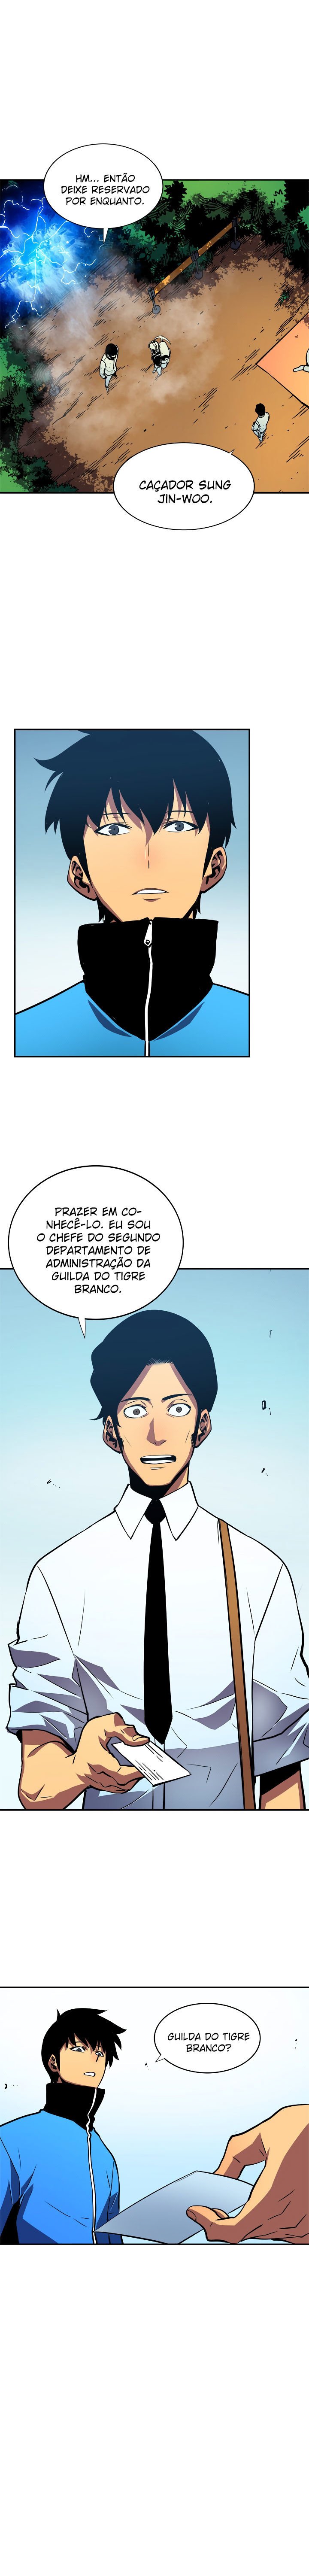 HM... ENTÃO
DEIXE RESERVADO
POR ENQUANTO.
CAÇADOR SUNG
JIN-WOO.
PRAZER EM CO-
NHECÊ-LO. EU SOU
O CHEFE DO SEGUNDO
DEPARTAMENTO DE
ADMINISTRAÇÃO DA
GUILDA DO TIGRE
BRANCO.
GUILDA DO TIGRE
BRANCO?